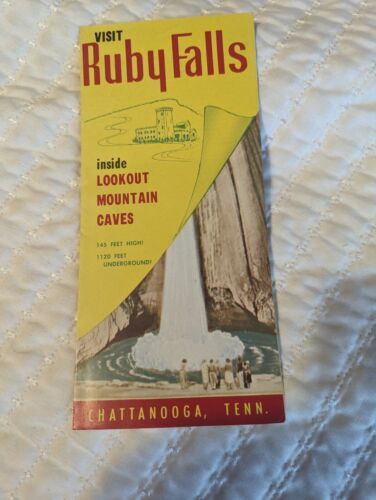 VISIT
Ruby Falls
inside
LOOKOUT
MOUNTAIN
CAVES
145 FEET HIGH!
1120 FEET
UNDERGROUND!
CHATTANOOGA, TENN.